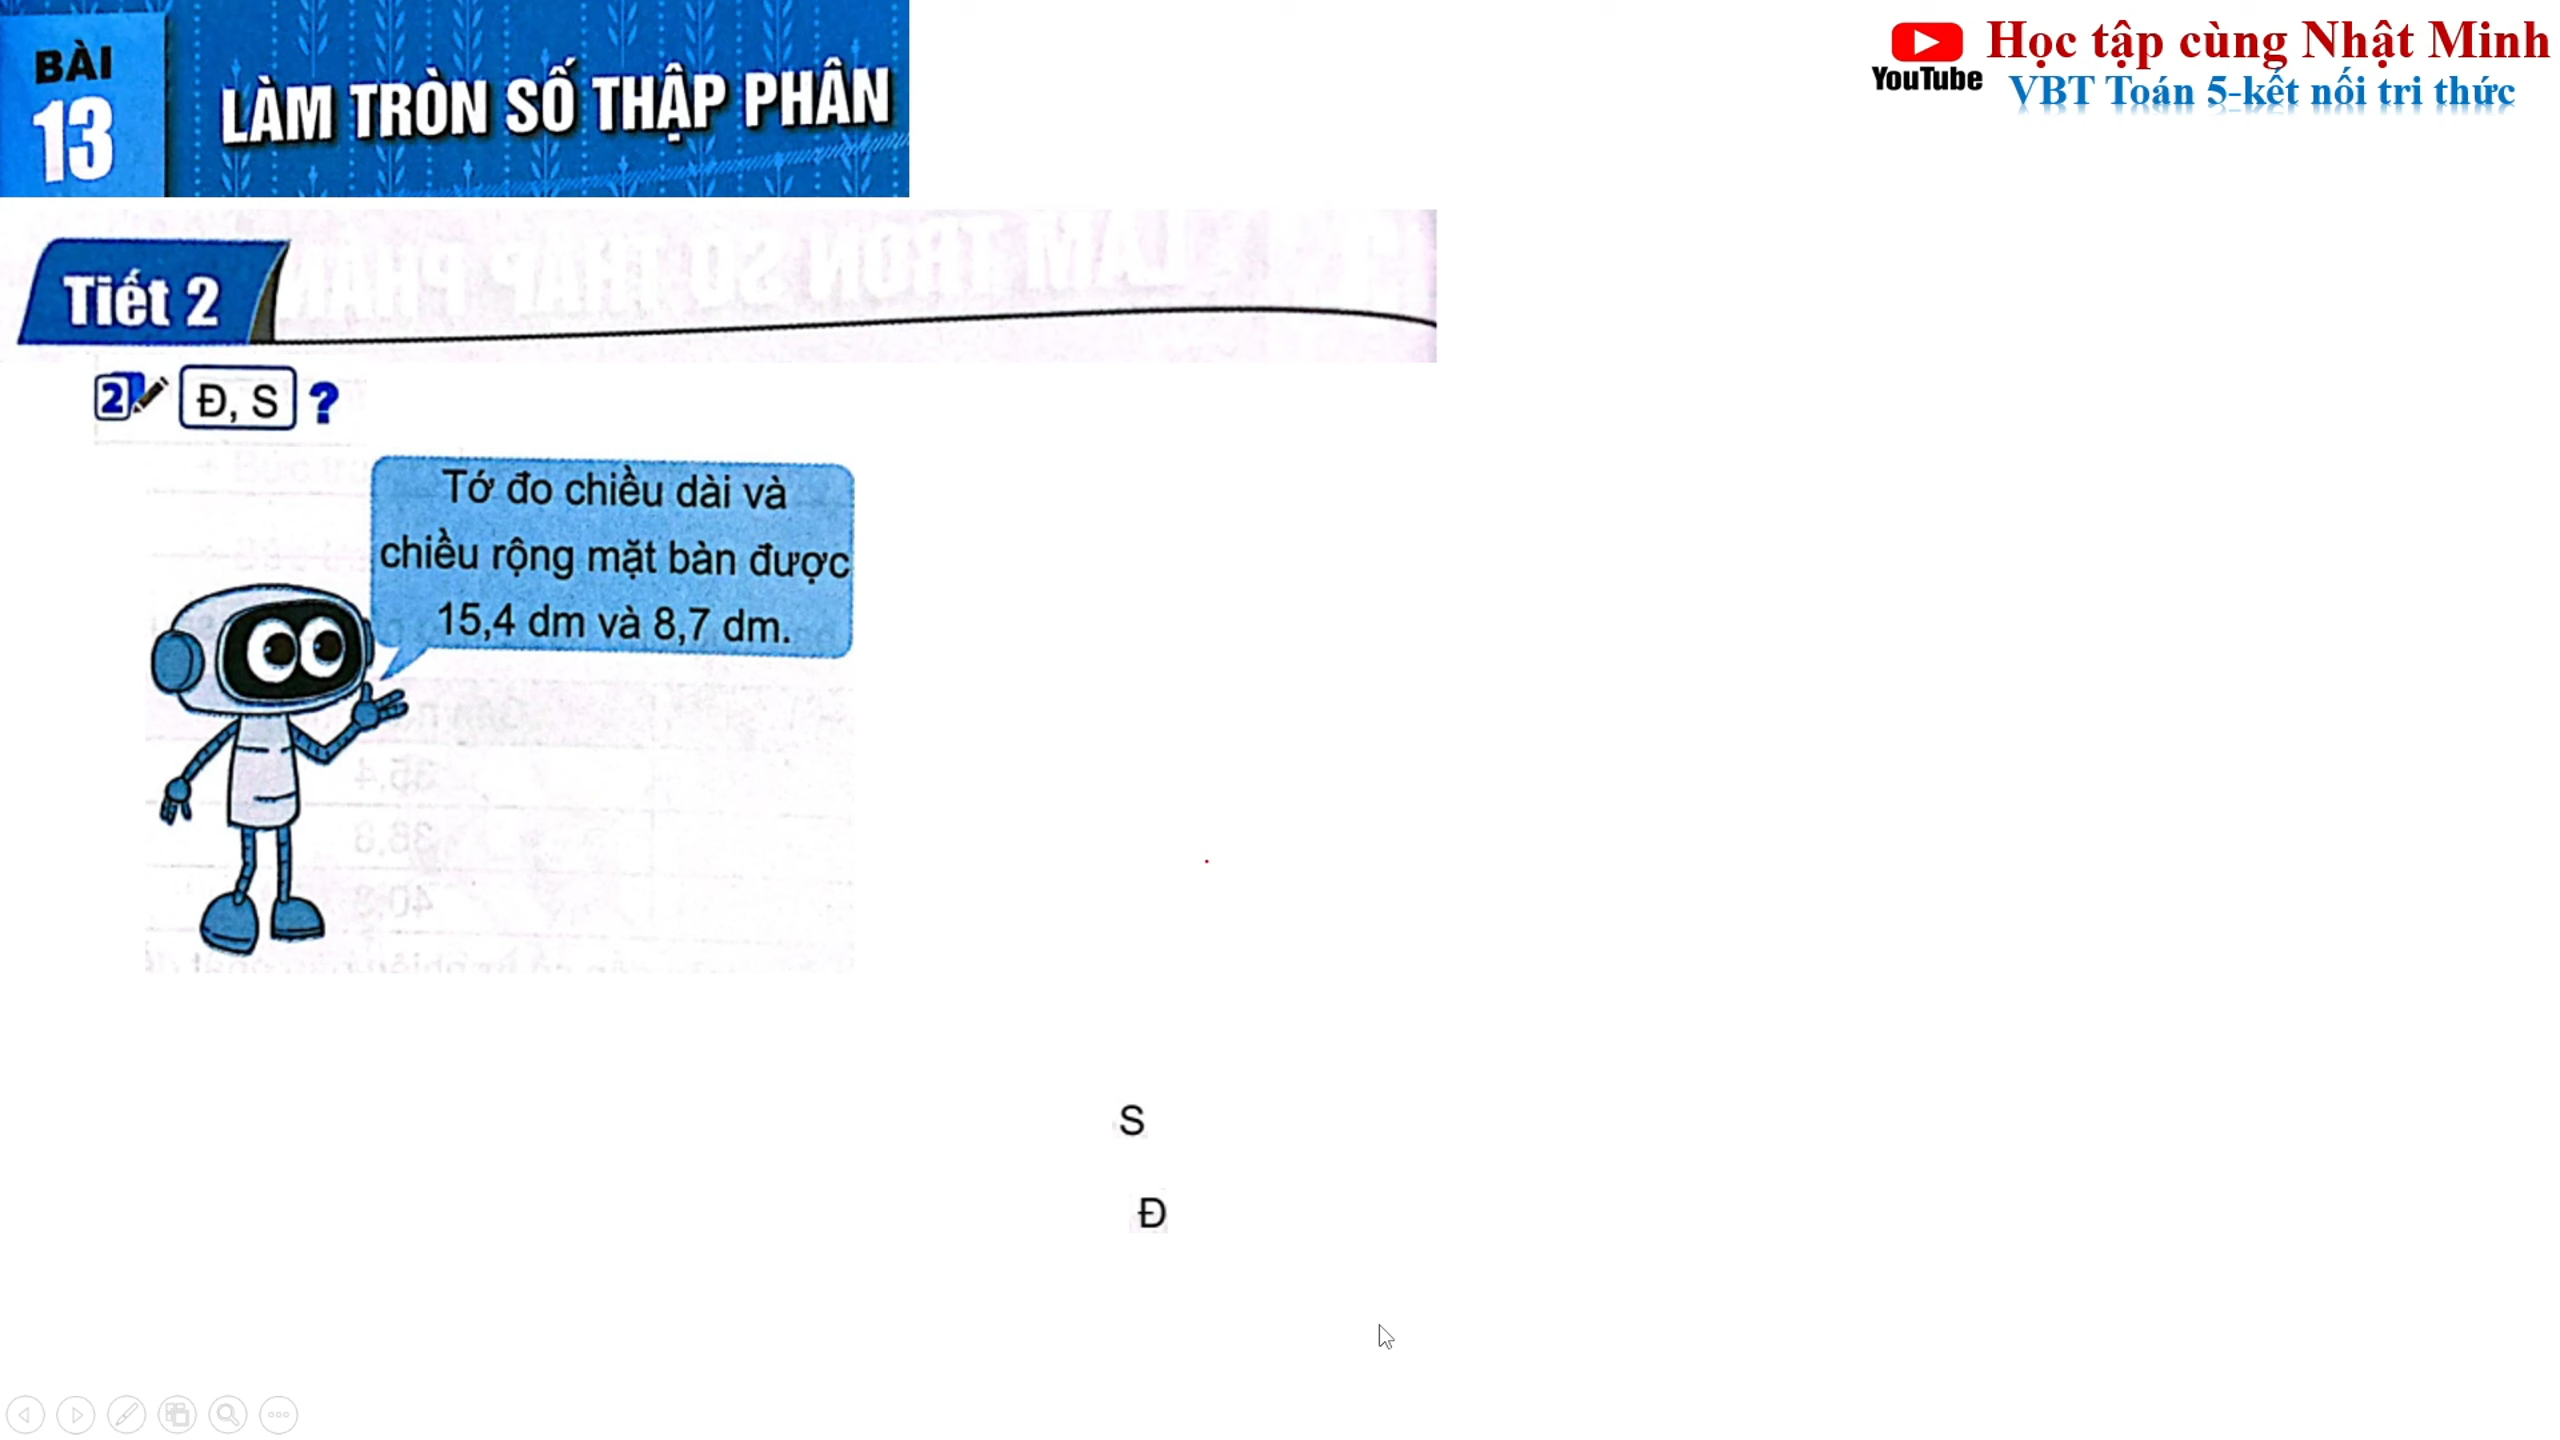 BÀI
13
LÀM TRÒN SỐ THẬP PHÂN
YouTube
Học tập cùng Nhật Minh
VBT Toán 5-kết nối tri thức
Tiết 2
2
Đ, S ?
Tớ đo chiều dài và
chiều rộng mặt bàn được
15,4 dm và 8,7 dm.
S
Đ